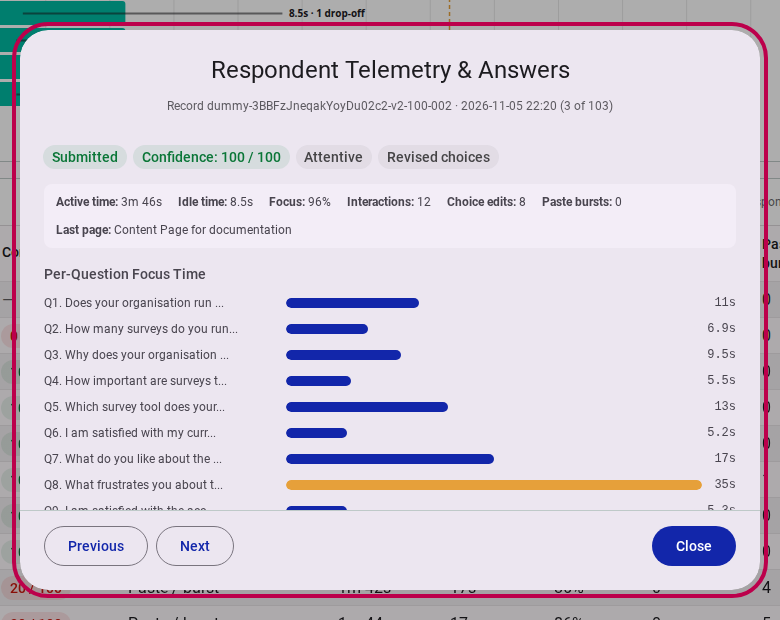 8.5s · 1 drop-off
Respondent Telemetry & Answers
Record dummy-3BBFzJneqakYoyDu02c2-v2-100-002 · 2026-11-05 22:20 (3 of 103)
Submitted Confidence: 100 / 100 Attentive Revised choices
Active time: 3m 46s Idle time: 8.5s Focus: 96% Interactions: 12 Choice edits: 8 Paste bursts: 0
Last page: Content Page for documentation
Per-Question Focus Time
Q1. Does your organisation run ... 11s
Q2. How many surveys do you run... 6.9s
Q3. Why does your organisation ... 9.5s
Q4. How important are surveys t... 5.5s
Q5. Which survey tool does your... 13s
Q6. I am satisfied with my curr... 5.2s
Q7. What do you like about the ... 17s
Q8. What frustrates you about t... 35s
Previous Next Close